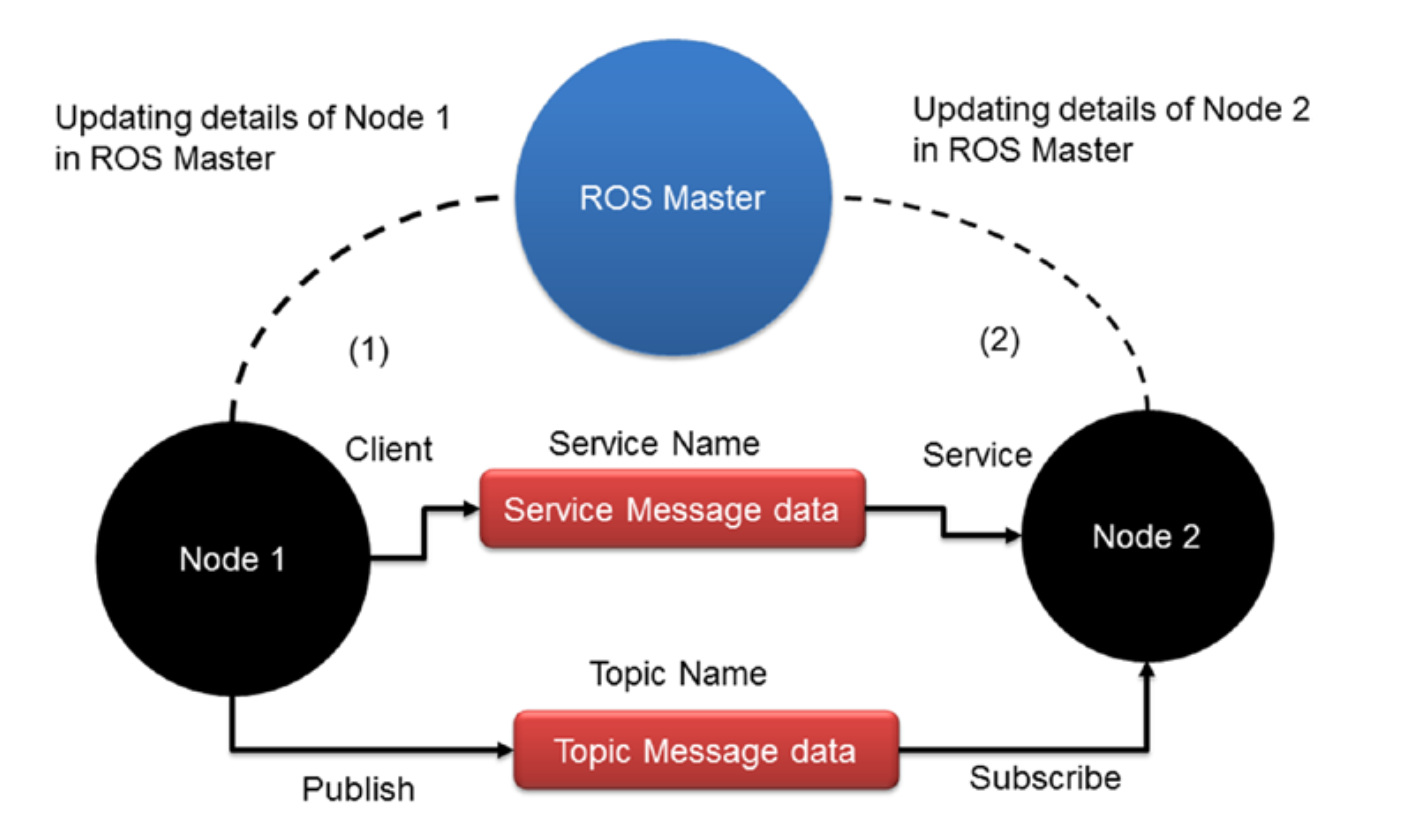 Updating details of Node 1
in ROS Master
Updating details of Node 2
in ROS Master
ROS Master
(1)
(2)
Client
Service Name
Service
Service Message data
Node 1
Node 2
Topic Name
Topic Message data
Publish
Subscribe